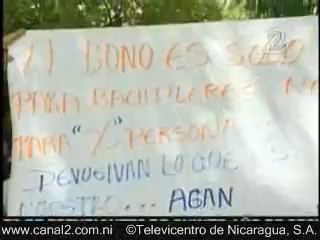 BONO ES SOLO
PARA BACHILLERES
PARA "X" PERSONA
DEVUELVAN LO QUE
... AGAN
www.canal2.com.ni ©Televicentro de Nicaragua, S.A.